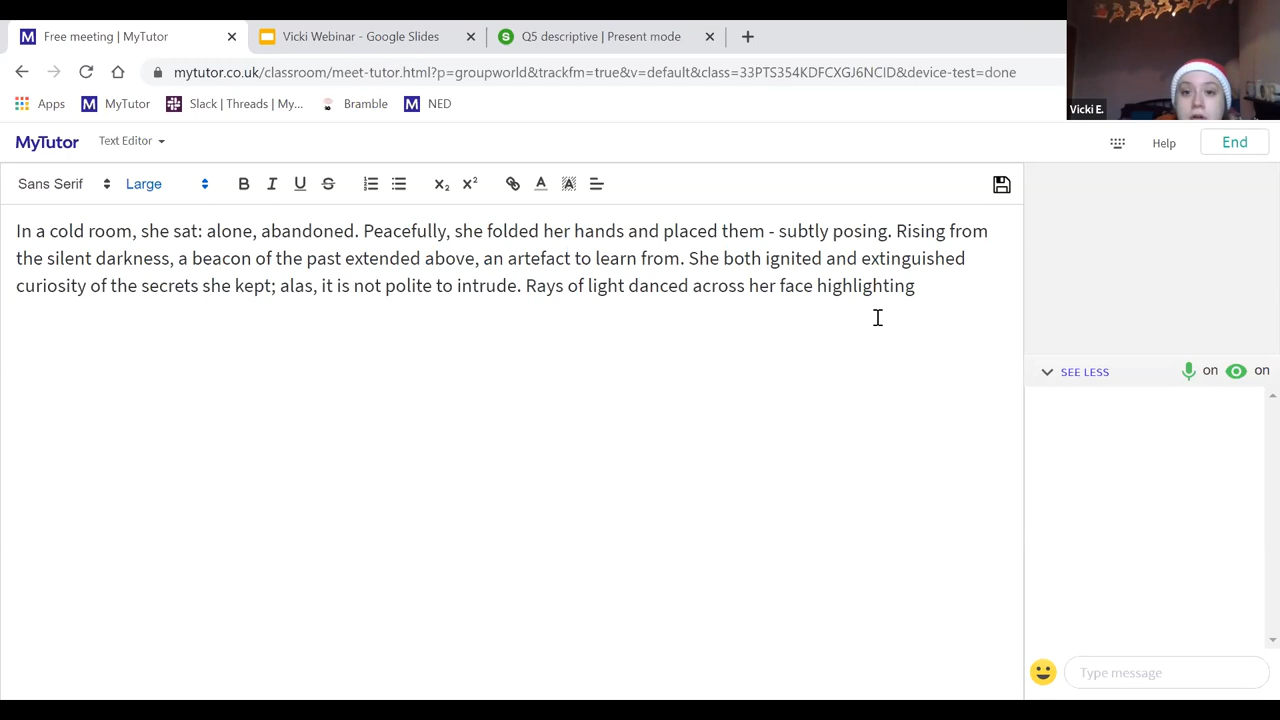 Free meeting | MyTutor
Vicki Webinar - Google Slides
Q5 descriptive | Present mode
mytutor.co.uk/classroom/meet-tutor.html?p=groupworld&trackfm=true&v=default&class=33PTS354KDFCXGJ6NCID&device-test=done
Apps
MyTutor
Slack | Threads | My...
Bramble
NED
Vicki E.
MyTutor
Text Editor
Help
End
Sans Serif
Large
In a cold room, she sat: alone, abandoned. Peacefully, she folded her hands and placed them - subtly posing. Rising from
the silent darkness, a beacon of the past extended above, an artefact to learn from. She both ignited and extinguished
curiosity of the secrets she kept; alas, it is not polite to intrude. Rays of light danced across her face highlighting
SEE LESS
on
on
Type message